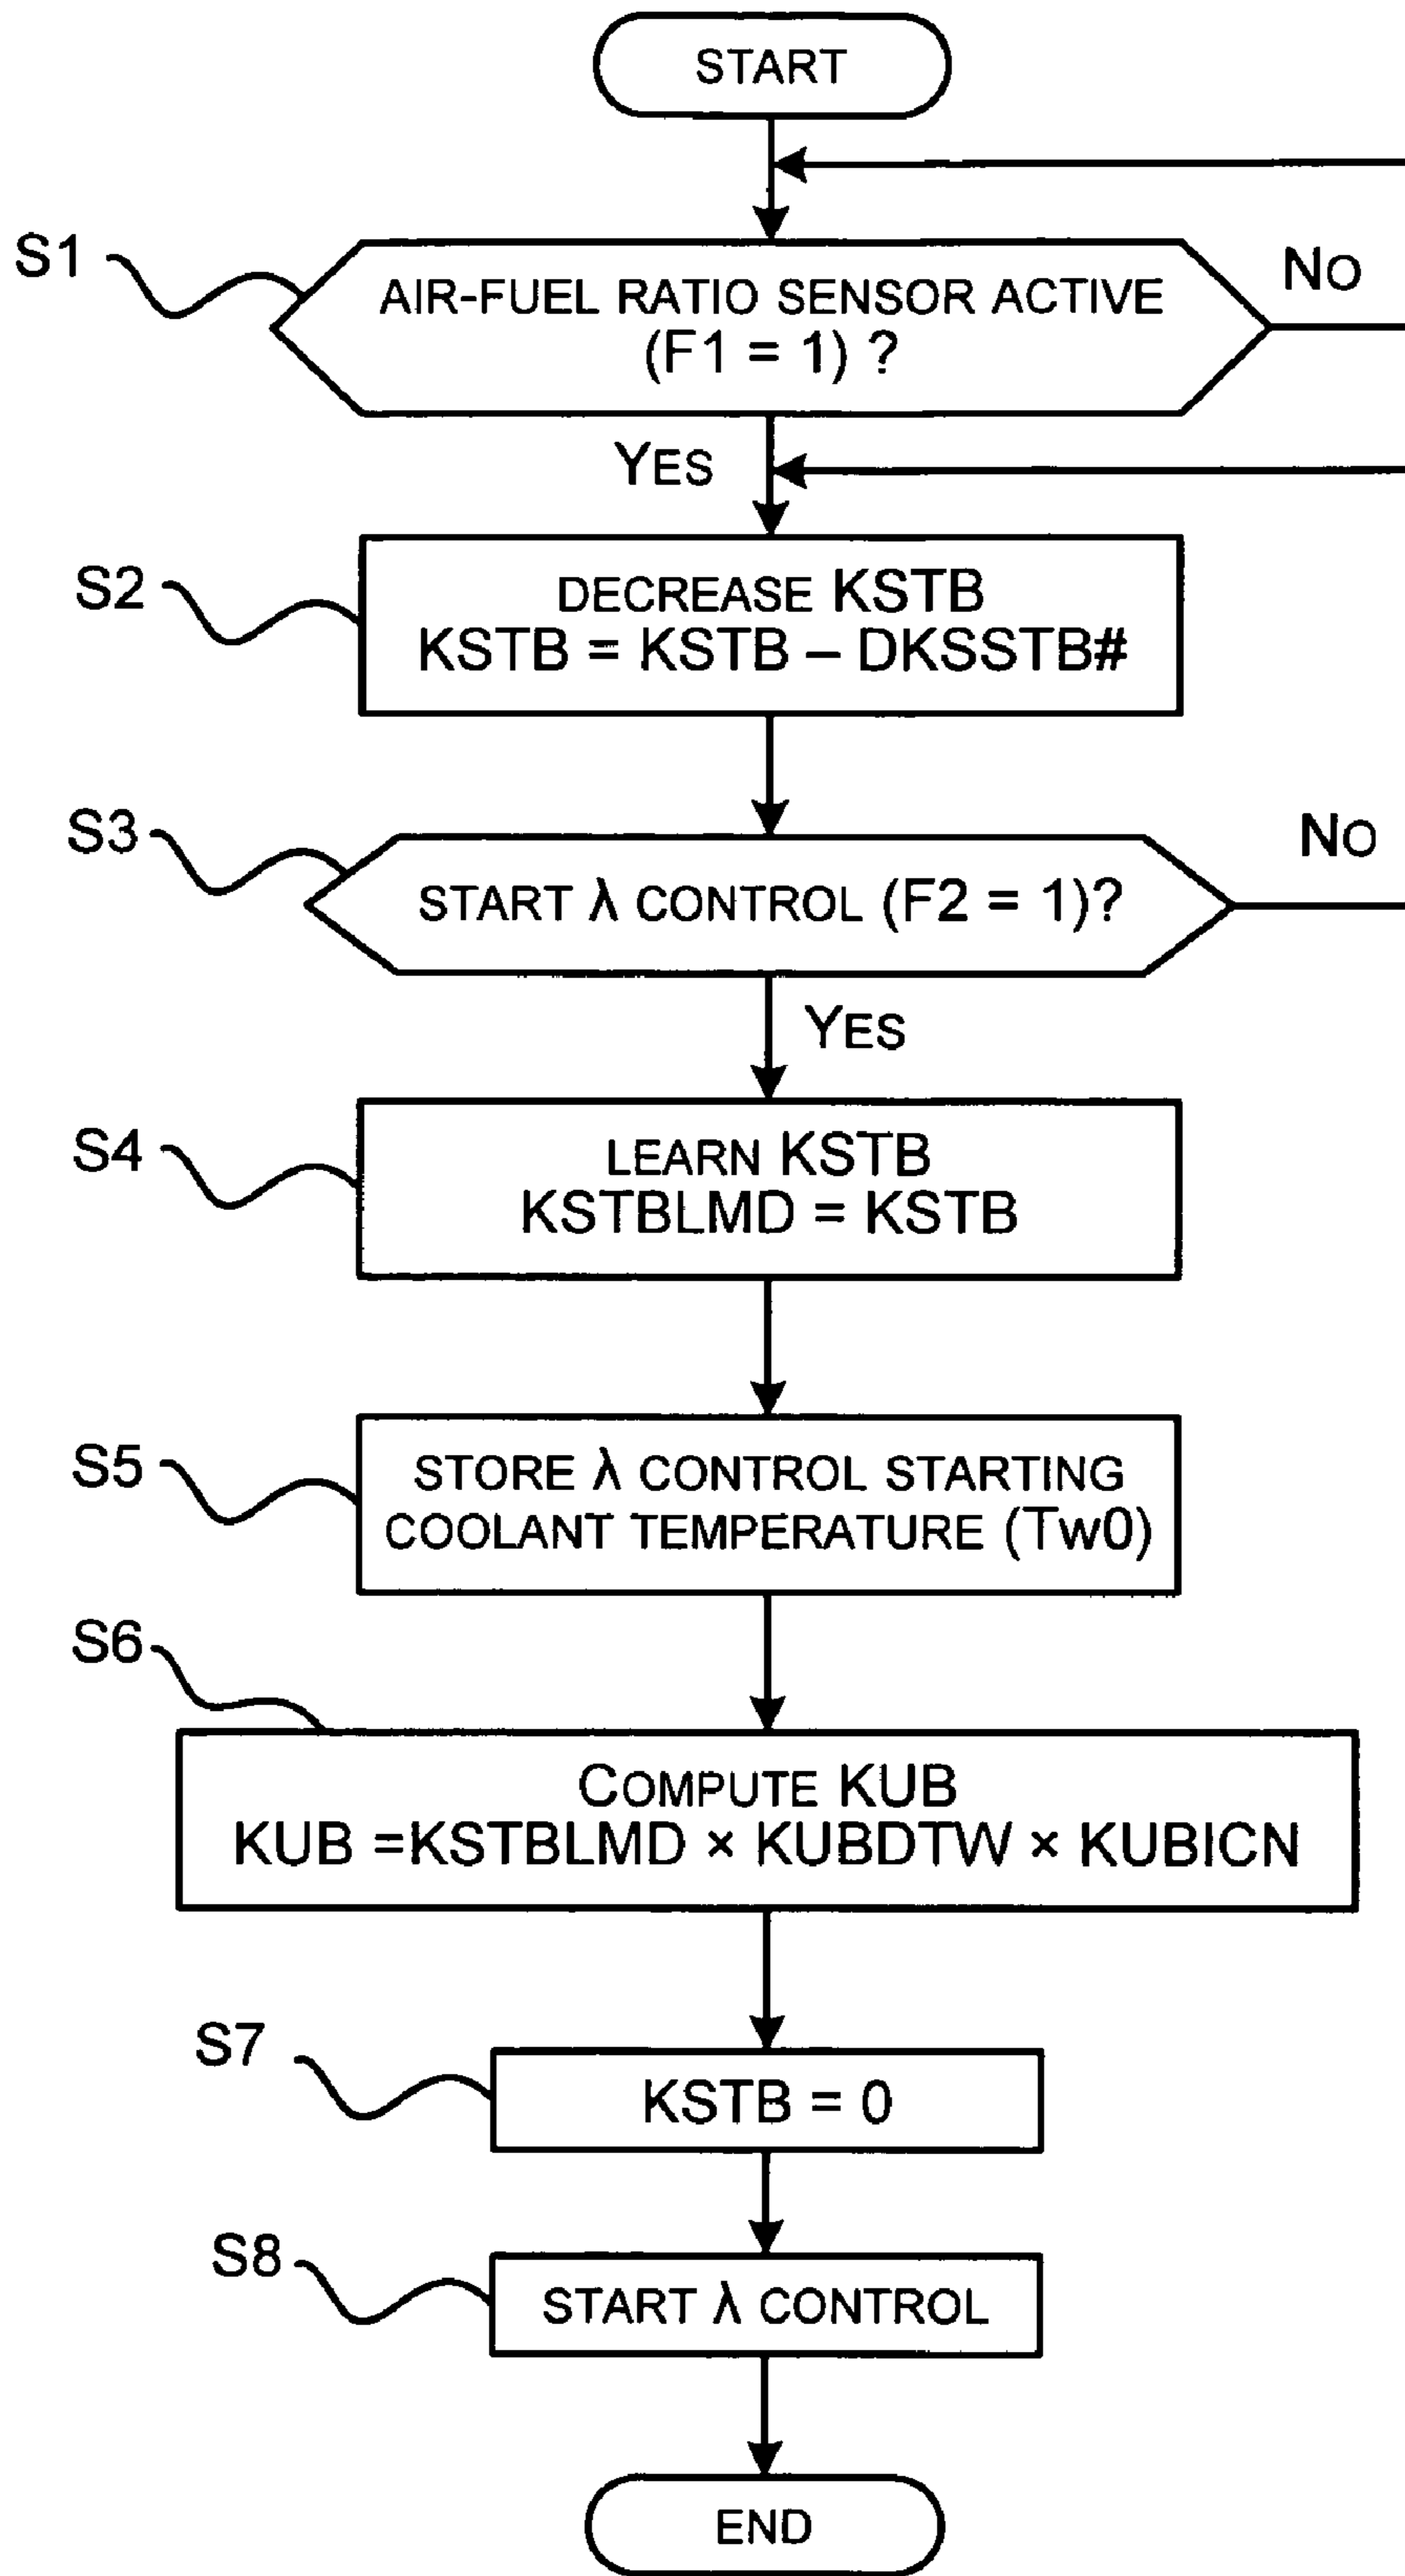 START
S1
AIR-FUEL RATIO SENSOR ACTIVE
(F1 = 1) ?
NO
YES
S2
DECREASE KSTB
KSTB = KSTB – DKSSTB#
S3
START λ CONTROL (F2 = 1)?
NO
YES
S4
LEARN KSTB
KSTBLMD = KSTB
S5
STORE λ CONTROL STARTING
COOLANT TEMPERATURE (TW0)
S6
COMPUTE KUB
KUB =KSTBLMD × KUBDTW × KUBICN
S7
KSTB = 0
S8
START λ CONTROL
END